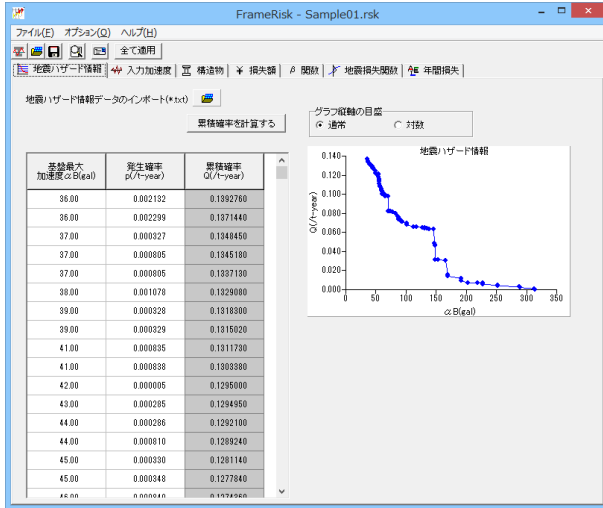 FrameRisk - Sample01.rsk
ファイル(F) オプション(O) ヘルプ(H)
全て適用
地震ハザード情報 入力加速度 構造物 ¥ 損失額 β 関数 地震損失関数 年間損失
地震ハザード情報データのインポート(*.txt)
累積確率を計算する
グラフ縦軸の目盛
通常 対数
基盤最大 発生確率 累積確率
加速度αB(gal) p(/t-year) Q(/t-year)
36.00 0.002132 0.1392760
36.00 0.002299 0.1371440
37.00 0.000327 0.1348450
37.00 0.000805 0.1345180
37.00 0.000805 0.1337130
38.00 0.001078 0.1329080
39.00 0.000328 0.1318300
39.00 0.000329 0.1315020
41.00 0.000835 0.1311730
41.00 0.000838 0.1303380
42.00 0.000005 0.1295000
43.00 0.000285 0.1294950
44.00 0.000286 0.1292100
44.00 0.000810 0.1289240
45.00 0.000330 0.1281140
45.00 0.000348 0.1277840
地震ハザード情報
Q(/t-year)
0.140
0.120
0.100
0.080
0.060
0.040
0.020
0.000
0 50 100 150 200 250 300 350
αB(gal)